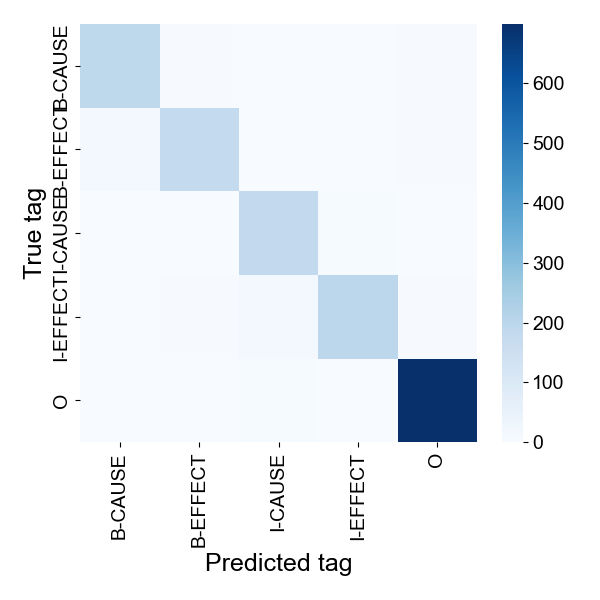 True tag
B-CAUSE
B-EFFECT
I-CAUSE
I-EFFECT
O
B-CAUSE
B-EFFECT
I-CAUSE
I-EFFECT
O
Predicted tag
600
500
400
300
200
100
0